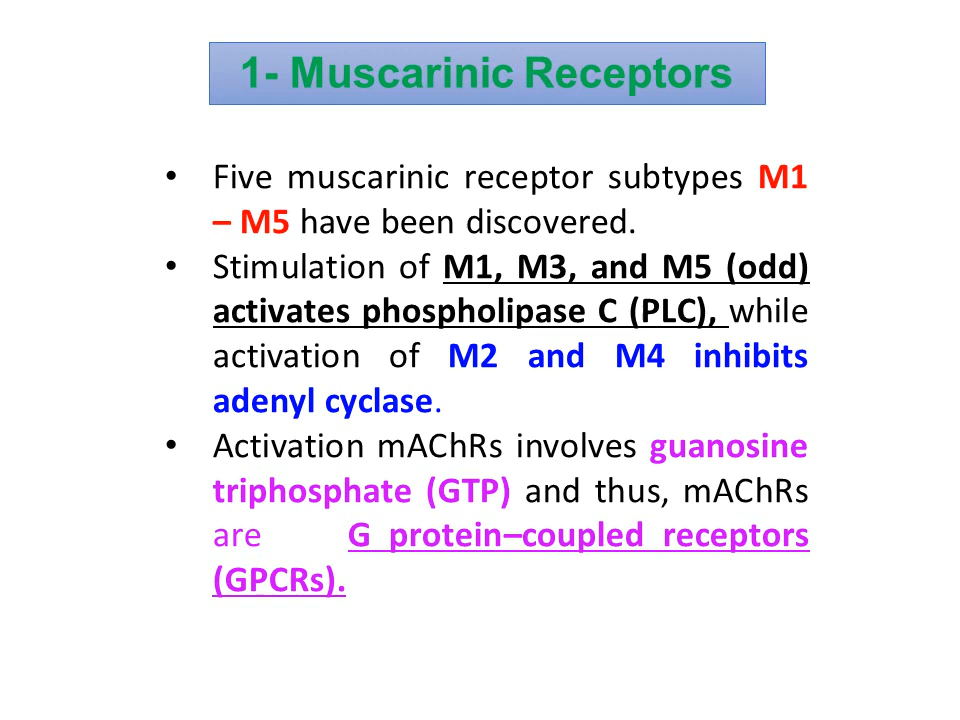 1- Muscarinic Receptors
• Five muscarinic receptor subtypes M1
– M5 have been discovered.
• Stimulation of M1, M3, and M5 (odd)
activates phospholipase C (PLC), while
activation of M2 and M4 inhibits
adenyl cyclase.
• Activation mAChRs involves guanosine
triphosphate (GTP) and thus, mAChRs
are G protein–coupled receptors
(GPCRs).